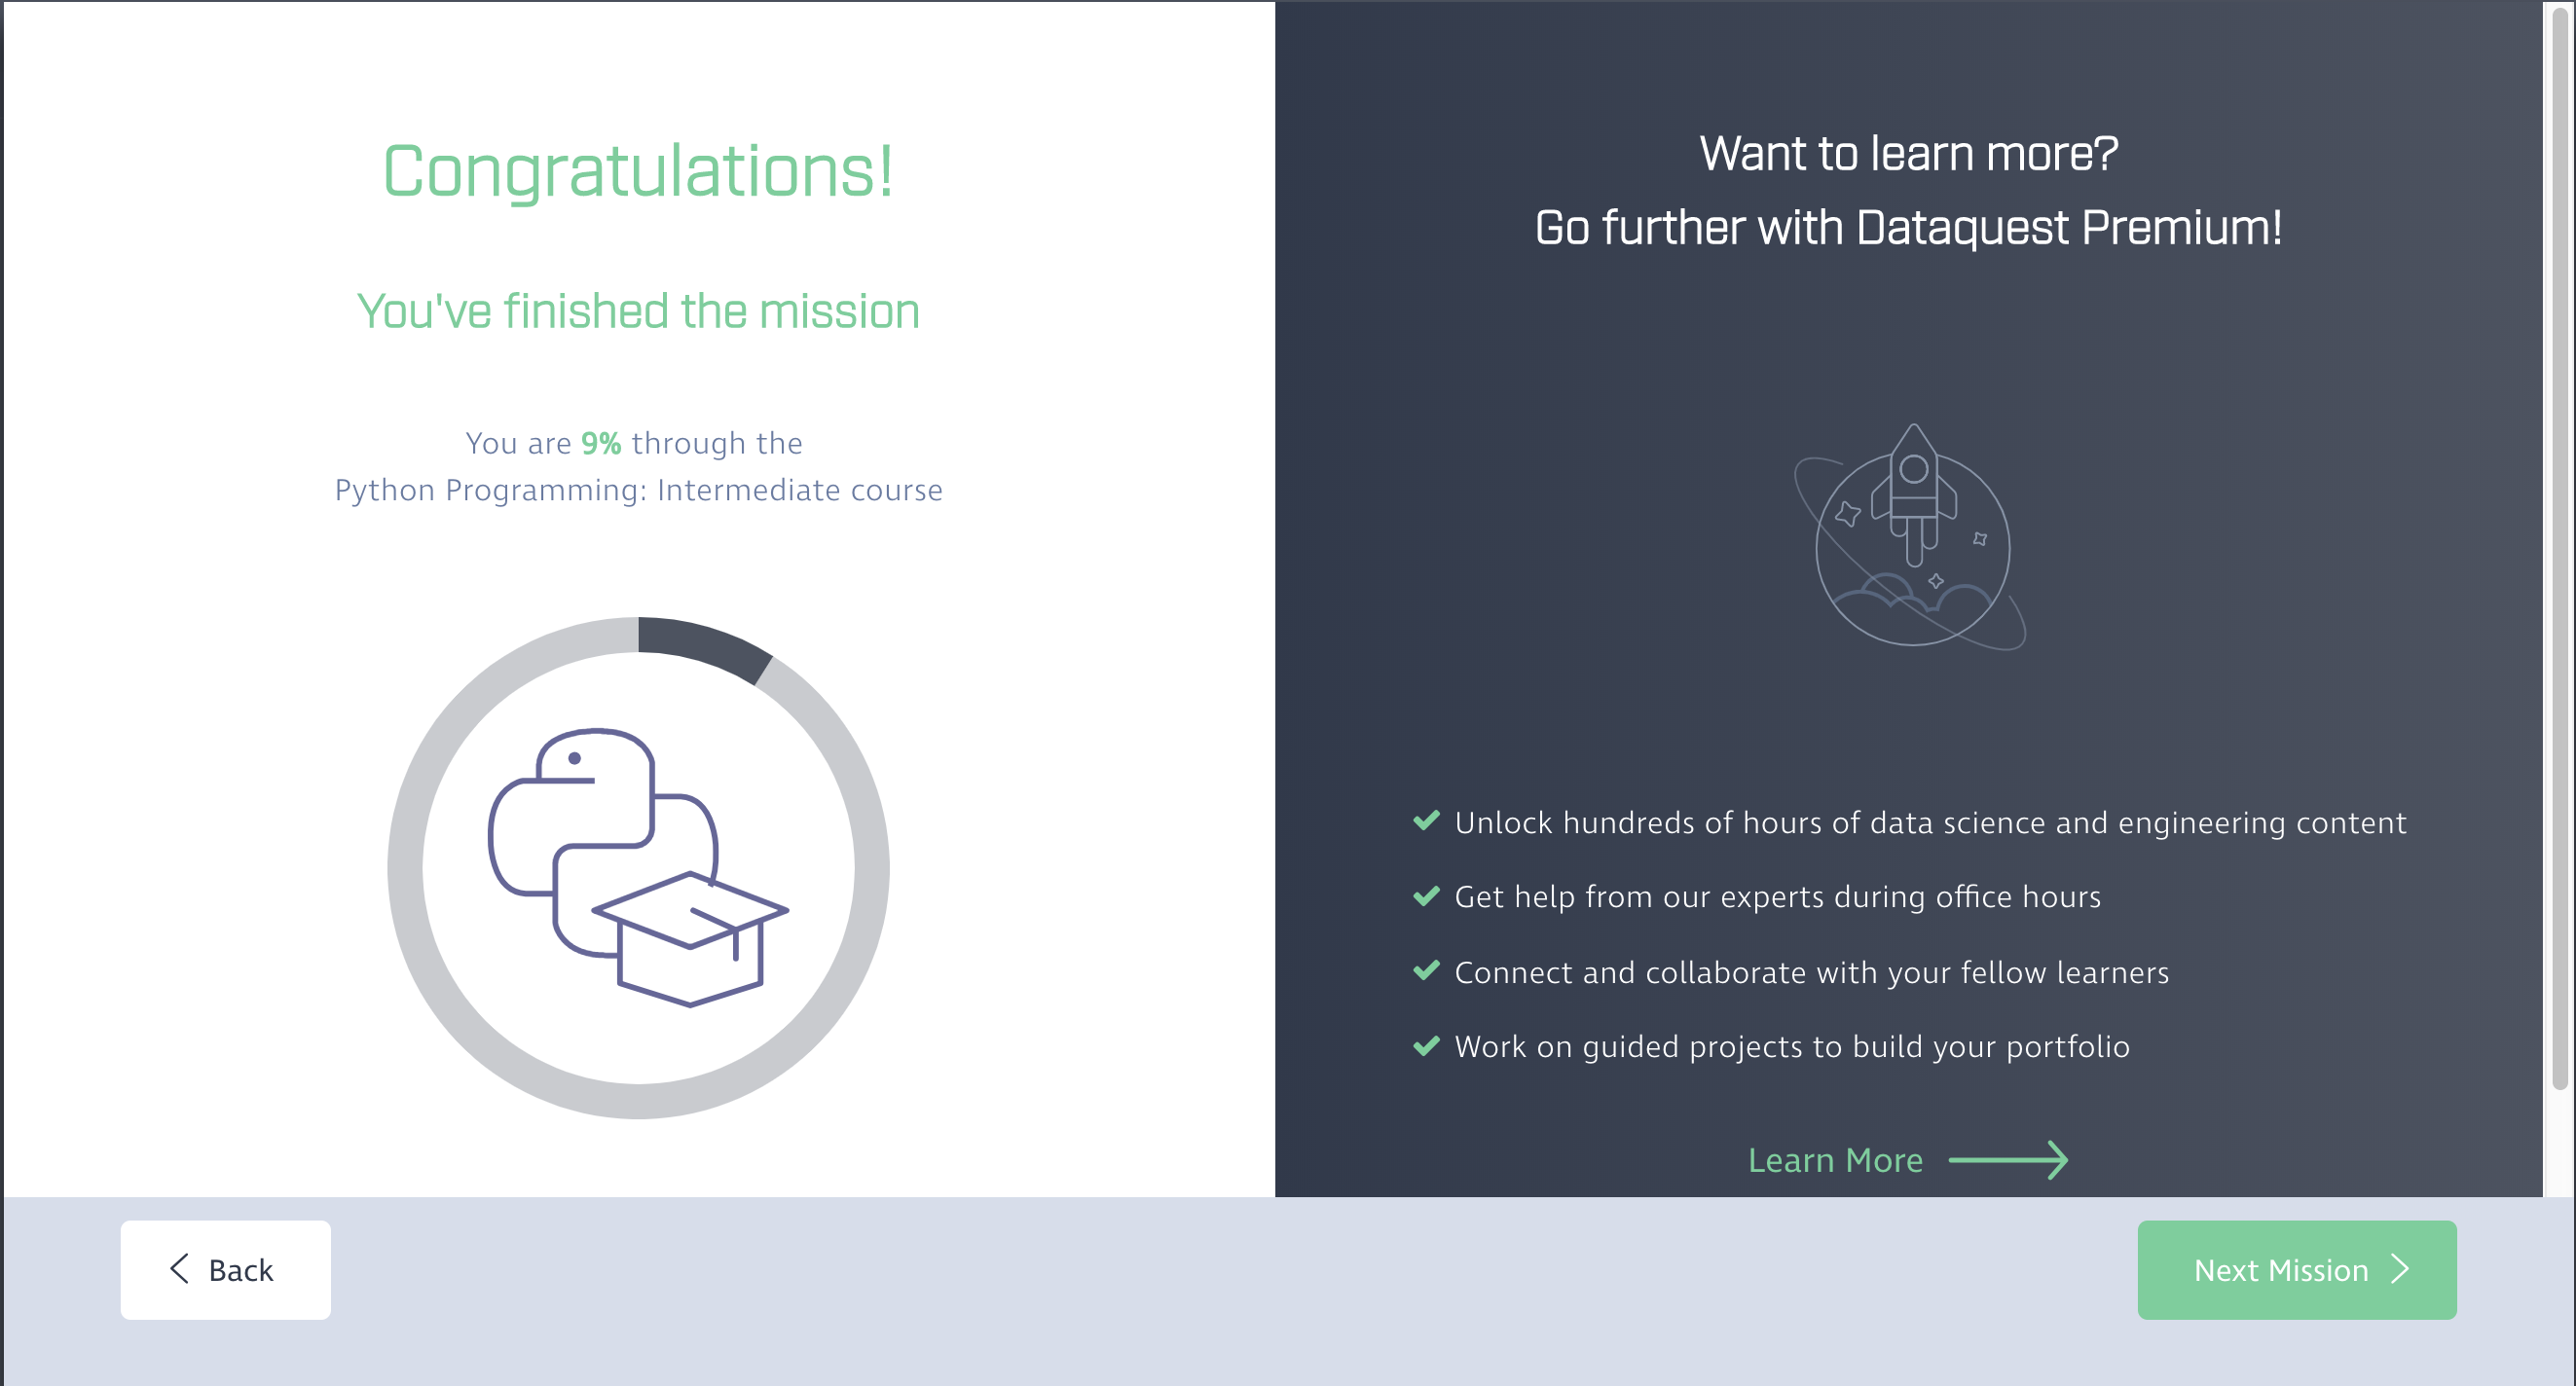 Congratulations!
You've finished the mission
You are 9% through the
Python Programming: Intermediate course
Want to learn more?
Go further with Dataquest Premium!
Unlock hundreds of hours of data science and engineering content
Get help from our experts during office hours
Connect and collaborate with your fellow learners
Work on guided projects to build your portfolio
Learn More
Back
Next Mission